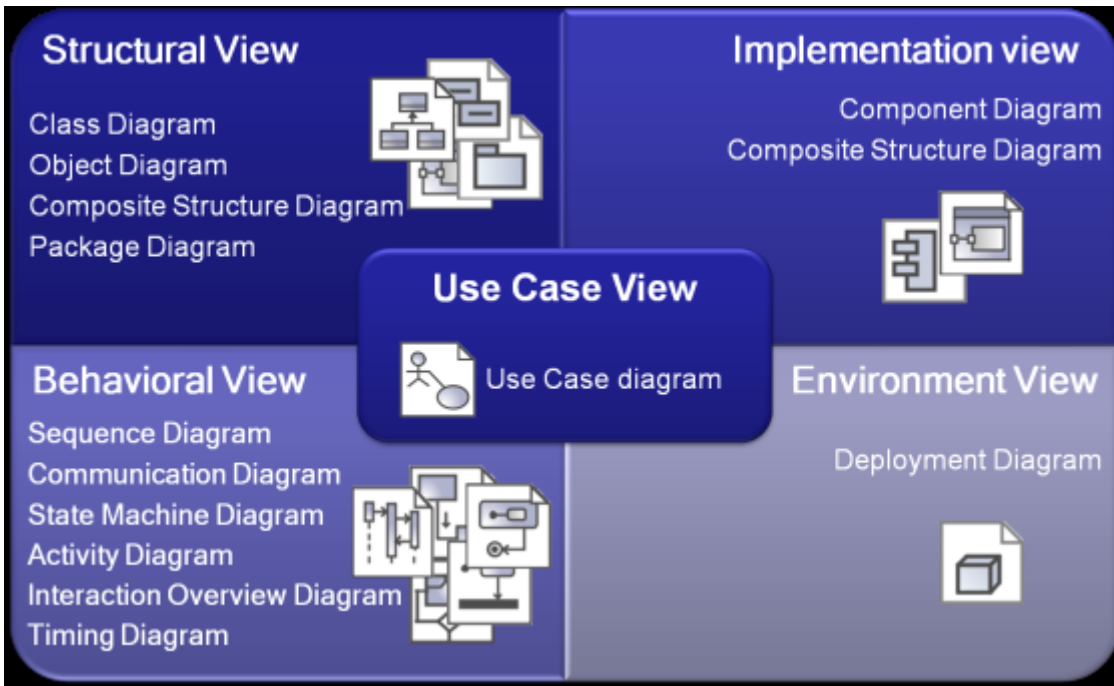 Structural View
Class Diagram
Object Diagram
Composite Structure Diagram
Package Diagram
Implementation view
Component Diagram
Composite Structure Diagram
Use Case View
Use Case diagram
Behavioral View
Sequence Diagram
Communication Diagram
State Machine Diagram
Activity Diagram
Interaction Overview Diagram
Timing Diagram
Environment View
Deployment Diagram